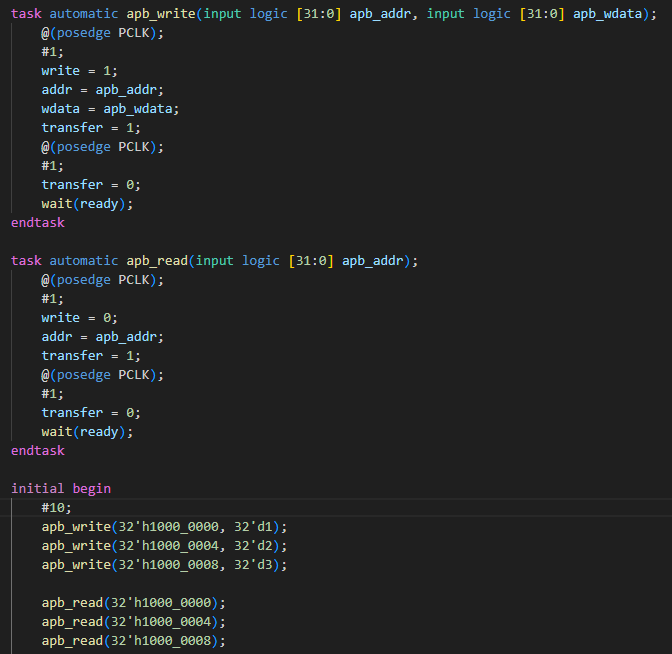 task automatic apb_write(input logic [31:0] apb_addr, input logic [31:0] apb_wdata);
@(posedge PCLK);
#1;
write = 1;
addr = apb_addr;
wdata = apb_wdata;
transfer = 1;
@(posedge PCLK);
#1;
transfer = 0;
wait(ready);
endtask
task automatic apb_read(input logic [31:0] apb_addr);
@(posedge PCLK);
#1;
write = 0;
addr = apb_addr;
transfer = 1;
@(posedge PCLK);
#1;
transfer = 0;
wait(ready);
endtask
initial begin
#10;
apb_write(32'h1000_0000, 32'd1);
apb_write(32'h1000_0004, 32'd2);
apb_write(32'h1000_0008, 32'd3);
apb_read(32'h1000_0000);
apb_read(32'h1000_0004);
apb_read(32'h1000_0008);